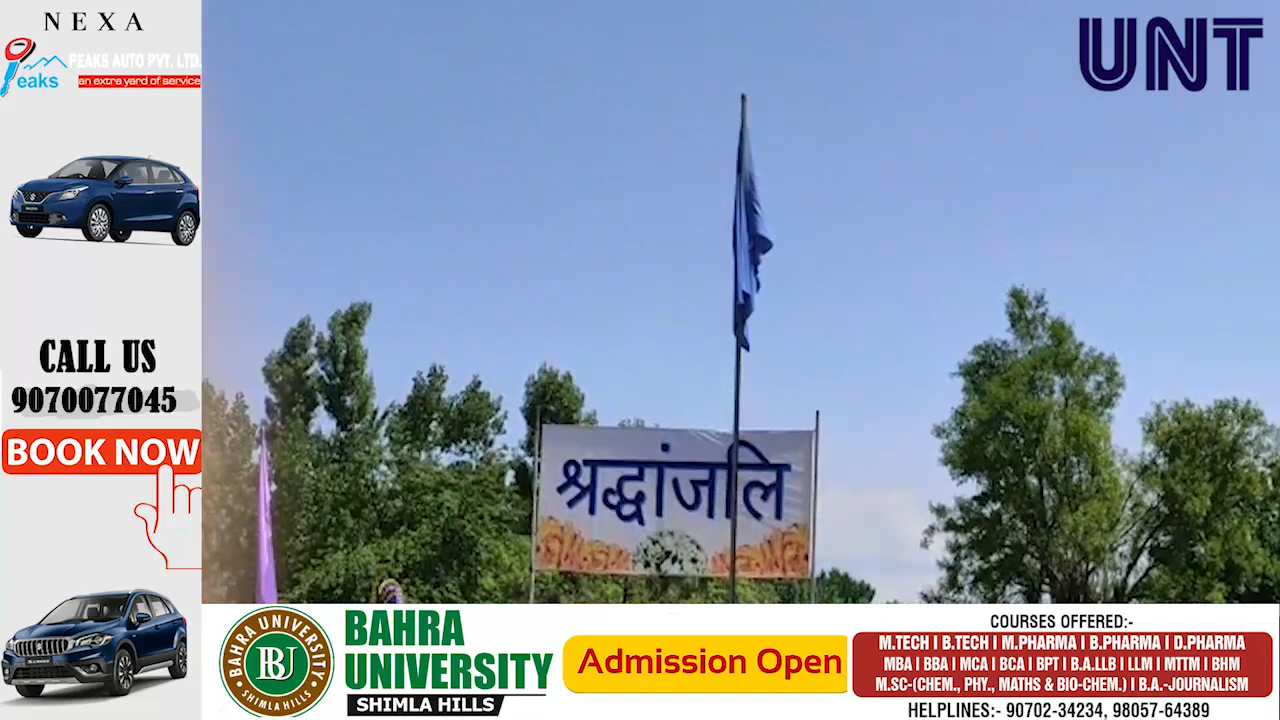 NEXA
Peaks
PEAKS AUTO PVT. LTD.
an extra yard of service
CALL US
9070077045
BOOK NOW
UNT
श्रद्धांजलि
BAHRA UNIVERSITY
BU
• SHIMLA HILLS •
BAHRA
UNIVERSITY
SHIMLA HILLS
Admission Open
COURSES OFFERED:-
M.TECH I B.TECH I M.PHARMA I B.PHARMA I D.PHARMA
MBA I BBA I MCA I BCA I BPT I B.A.LLB I LLM I MTTM I BHM
M.SC-(CHEM., PHY., MATHS & BIO-CHEM.) I B.A.-JOURNALISM
HELPLINES:- 90702-34234, 98057-64389